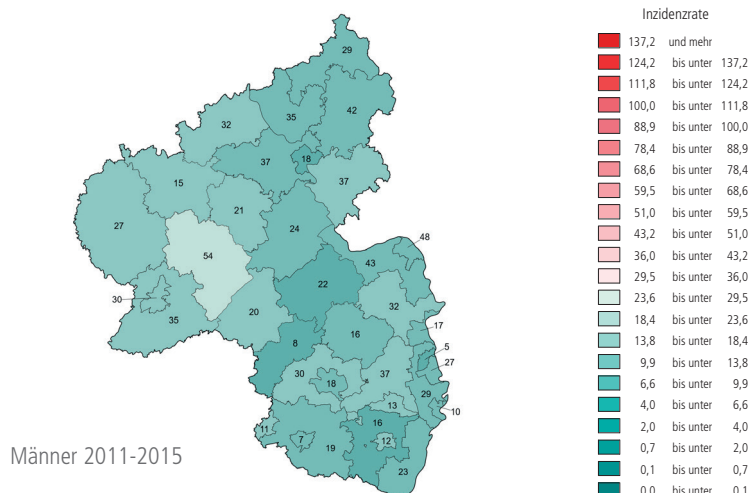 Inzidenzrate
137,2 und mehr
124,2 bis unter 137,2
111,8 bis unter 124,2
100,0 bis unter 111,8
88,9 bis unter 100,0
78,4 bis unter 88,9
68,6 bis unter 78,4
59,5 bis unter 68,6
51,0 bis unter 59,5
43,2 bis unter 51,0
36,0 bis unter 43,2
29,5 bis unter 36,0
23,6 bis unter 29,5
18,4 bis unter 23,6
13,8 bis unter 18,4
9,9 bis unter 13,8
6,6 bis unter 9,9
4,0 bis unter 6,6
2,0 bis unter 4,0
0,7 bis unter 2,0
0,1 bis unter 0,7
0,0 bis unter 0,1
29
42
35
32
37
18
37
15
21
27
24
48
43
54
22
32
30
35
20
17
8
16
5
27
30
18
37
29
13
10
11
7
19
16
12
23
Männer 2011-2015